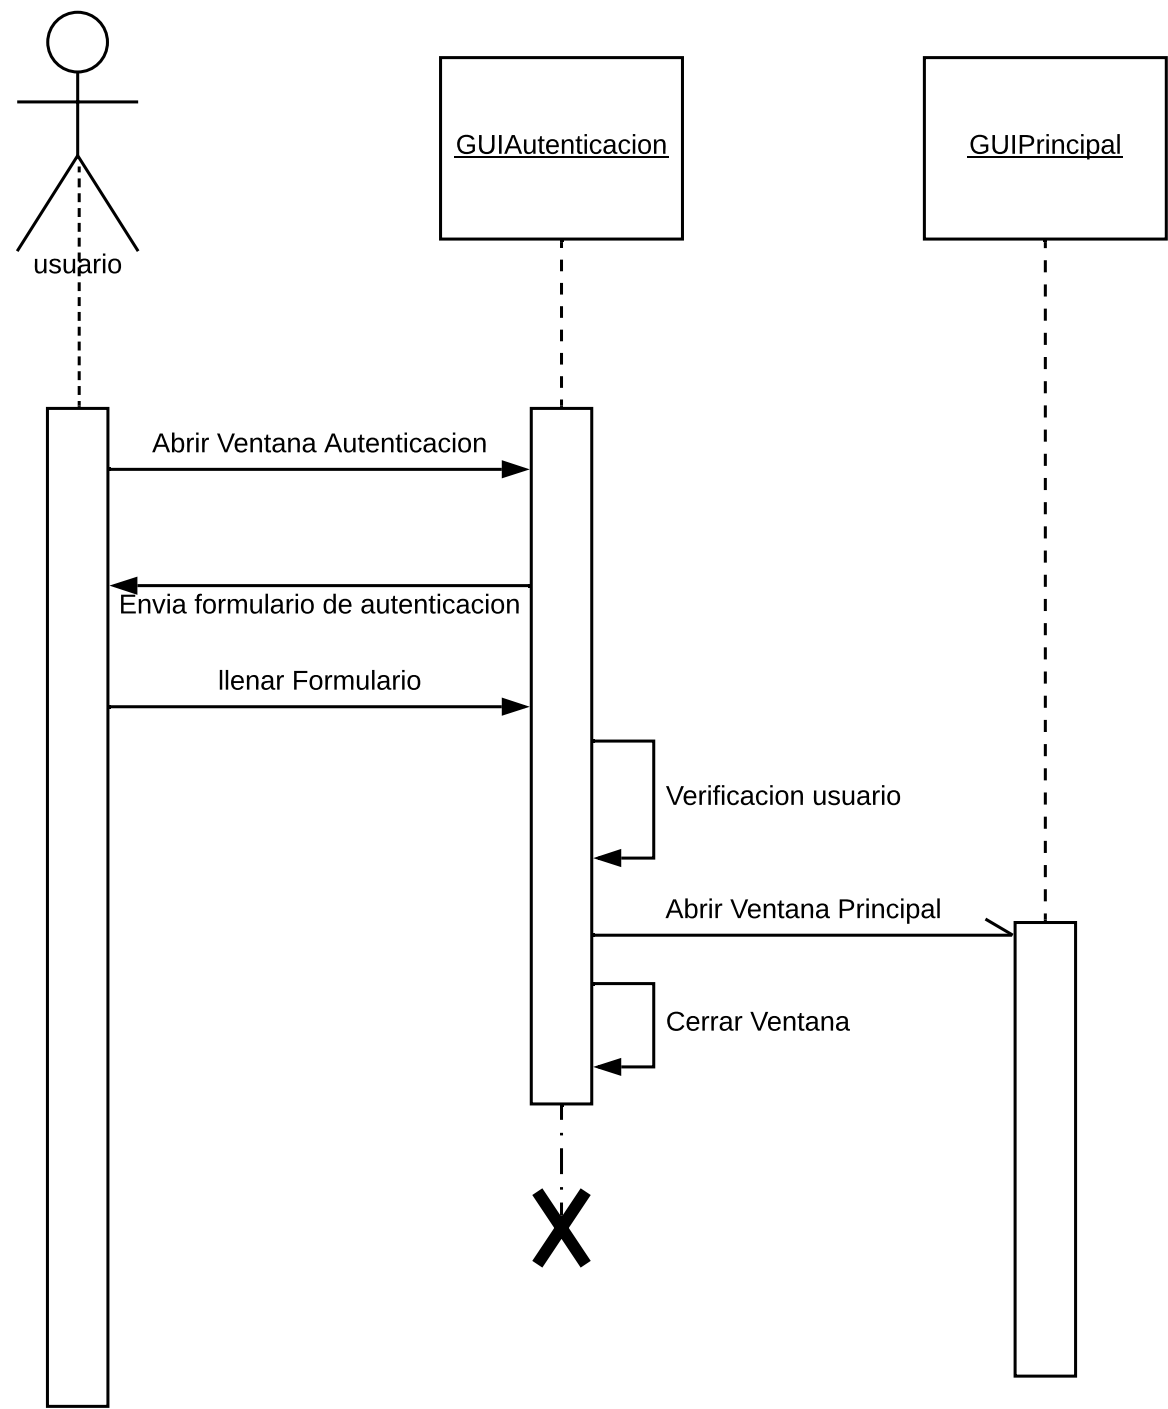 GUIAutenticacion
GUIPrincipal
usuario
Abrir Ventana Autenticacion
Envia formulario de autenticacion
llenar Formulario
Verificacion usuario
Abrir Ventana Principal
Cerrar Ventana